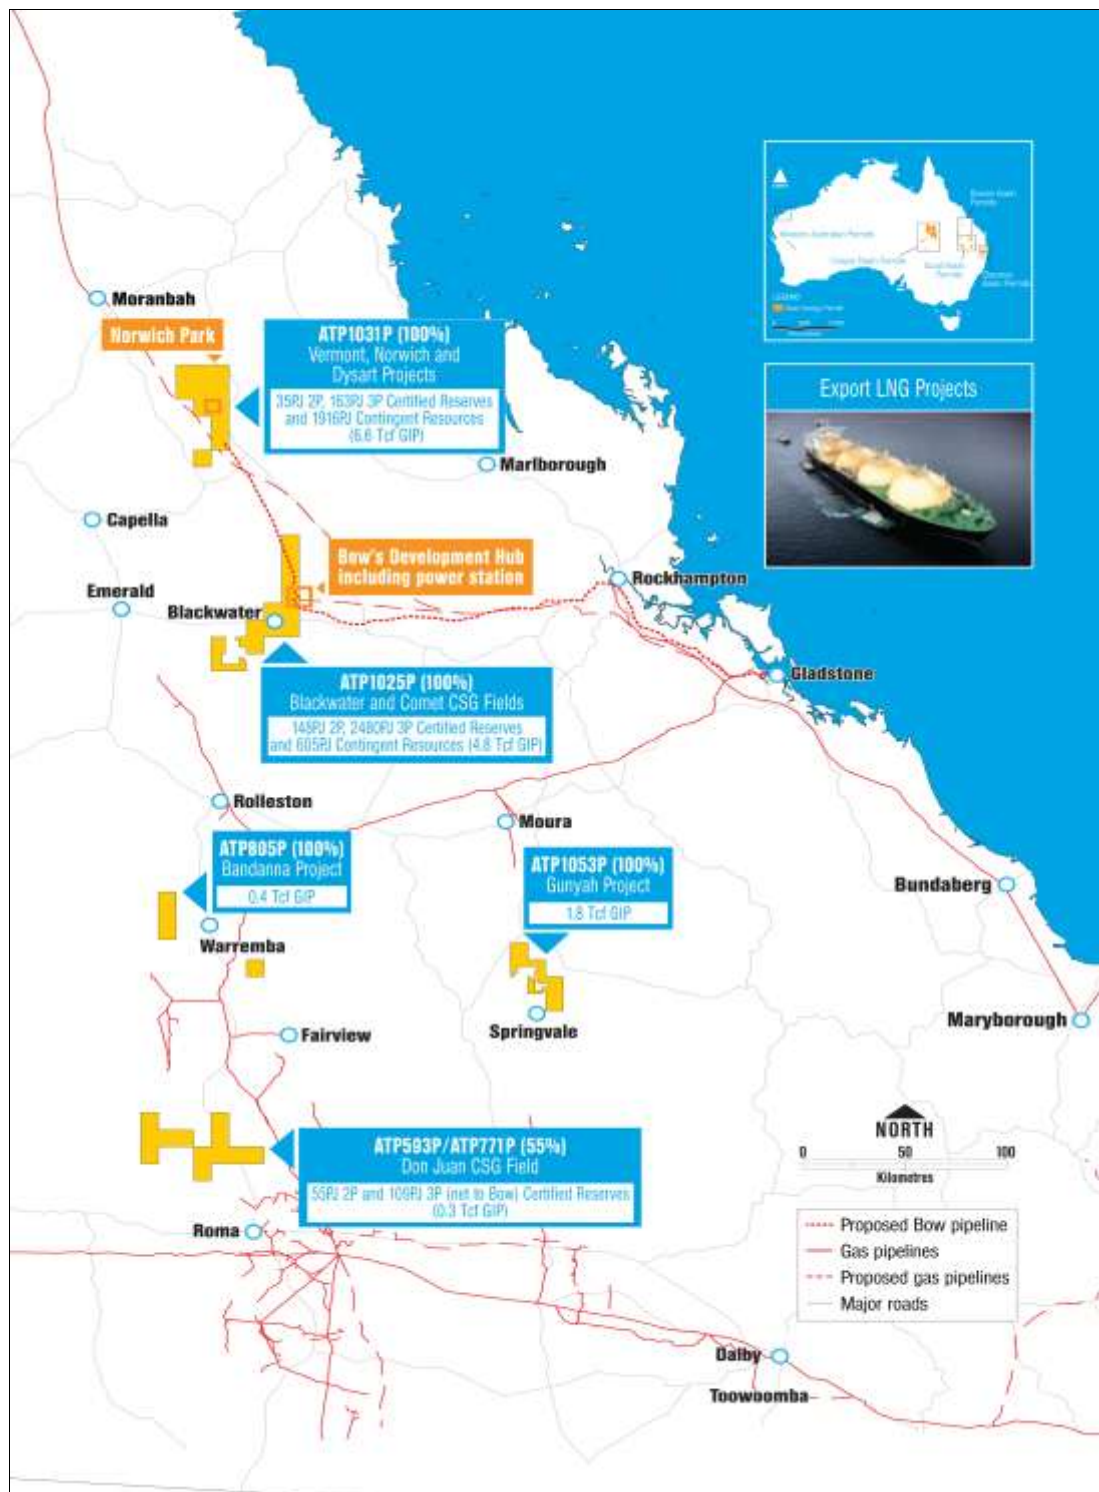 Moranbah
Norwich Park
ATP1031P (100%)
Vermont, Norwich and
Dysart Projects
35PJ 2P, 163PJ 3P Certified Reserves
and 1916PJ Contingent Resources
(6.6 Tcf GIP)
Export LNG Projects
Marlborough
Capella
Bow's Development Hub
including power station
Rockhampton
Emerald
Blackwater
Gladstone
ATP1025P (100%)
Blackwater and Comet CSG Fields
148PJ 2P, 2480PJ 3P Certified Reserves
and 605PJ Contingent Resources (4.8 Tcf GIP)
Rolleston
Moura
ATP805P (100%)
Bandanna Project
0.4 Tcf GIP
ATP1053P (100%)
Gunyah Project
1.8 Tcf GIP
Bundaberg
Warremba
Springvale
Maryborough
Fairview
NORTH
0 50 100
Kilometres
ATP593P/ATP771P (55%)
Don Juan CSG Field
55PJ 2P and 109PJ 3P (net to Bow) Certified Reserves
(0.3 Tcf GIP)
Roma
Proposed Bow pipeline
Gas pipelines
Proposed gas pipelines
Major roads
Dalby
Toowoomba